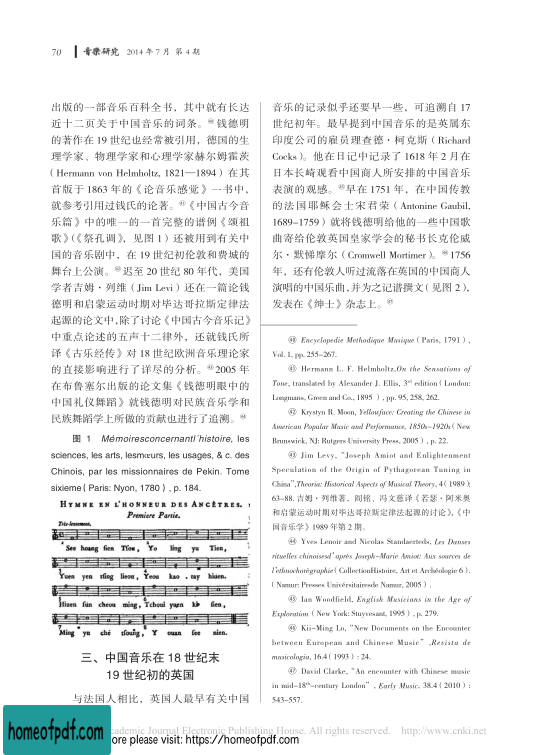 70 音乐研究 2014 年 7 月 第 4 期
出版的一部音乐百科全书，其中就有长达
近十二页关于中国音乐的词条。㊵钱德明
的著作在 19 世纪也经常被引用，德国的生
理学家、物理学家和心理学家赫尔姆霍茨
（Hermann von Helmholtz, 1821—1894）在其
首版于 1863 年的《论音乐感觉》一书中，
就参考引用过钱氏的论著。㊶《中国古今音
乐篇》中的唯一的一首完整的谱例《颂祖
歌》（《祭孔调》，见图 1）还被用到有关中
国的音乐剧中，在 19 世纪初伦敦和费城的
舞台上公演。㊷迟至 20 世纪 80 年代，美国
学者吉姆·列维（Jim Levi）还在一篇论钱
德明和启蒙运动时期对毕达哥拉斯定律法
起源的论文中，除了讨论《中国古今音乐记》
中重点论述的五声十二律外，还就钱氏所
译《古乐经传》对 18 世纪欧洲音乐理论家
的直接影响进行了详尽的分析。㊸2005 年
在布鲁塞尔出版的论文集《钱德明眼中的
中国礼仪舞蹈》就钱德明对民族音乐学和
民族舞蹈学上所做的贡献也进行了追溯。㊹
图 1 Mémoiresconcernantl'histoire, les
sciences, les arts, lesmœurs, les usages, & c. des
Chinois, par les missionnaires de Pekin. Tome
sixieme（Paris: Nyon, 1780）, p. 184.
HYMNE EN L'HONNEUR DES ANCÊTRES.
Premiere Partie.
Très-lentement.
See hoang sien Tsou, Yo ling yu Tien,
Yuen yen tsing lieou, Yeou kao - tay hiuen.
Hiuen sun cheou ming, Tchoui yuen ki sien,
Ming yu ché tsoung, Y ouan see nien.
三、中国音乐在 18 世纪末
19 世纪初的英国
与法国人相比，英国人最早有关中国
音乐的记录似乎还要早一些，可追溯自 17
世纪初年。最早提到中国音乐的是英属东
印度公司的雇员理查德·柯克斯（Richard
Cocks）。他在日记中记录了 1618 年 2 月在
日本长崎观看中国商人所安排的中国音乐
表演的观感。㊺早在 1751 年，在中国传教
的法国耶稣会士宋君荣（Antonine Gaubil,
1689–1759）就将钱德明给他的一些中国歌
曲寄给伦敦英国皇家学会的秘书长克伦威
尔·默悌摩尔（Cromwell Mortimer）。㊻1756
年，还有伦敦人听过流落在英国的中国商人
演唱的中国乐曲，并为之记谱撰文（见图 2），
发表在《绅士》杂志上。㊼
㊵ Encyclopedie Methodique Musique（Paris, 1791），
Vol. 1, pp. 255–267.
㊶ Hermann L. F. Helmholtz,On the Sensations of
Tone, translated by Alexander J. Ellis, 3rd edition（London:
Longmans, Green and Co., 1895 ）, pp. 95, 258, 262.
㊷ Krystyn R. Moon, Yellowface: Creating the Chinese in
American Popular Music and Performance, 1850s–1920s（New
Brunswick, NJ: Rutgers University Press, 2005）, p. 22.
㊸ Jim Levy, "Joseph Amiot and Enlightenment
Speculation of the Origin of Pythagorean Tuning in
China",Theoria: Historical Aspects of Musical Theory, 4（1989）:
63–88. 吉姆·列维著、阎铭、冯文慈译《若瑟·阿米奥
和启蒙运动时期对毕达哥拉斯定律法起源的讨论》，《中
国音乐学》1989 年第 2 期。
㊹ Yves Lenoir and Nicolas Standaerteds, Les Danses
rituelles chinoisesd'après Joseph–Marie Amiot: Aux sources de
l'ethnochorégraphie（CollectionHistoire, Art et Archéologie 6）.
（Namur: Presses Univérsitairesde Namur, 2005）.
㊺ Ian Woodfield, English Musicians in the Age of
Exploration（New York: Stuyvesant, 1995）, p. 279.
㊻ Kii–Ming Lo, "New Documents on the Encounter
between European and Chinese Music" ,Revista de
musicologia, 16.4（1993）: 24.
㊼ David Clarke, "An encounter with Chinese music
in mid–18th–century London" , Early Music, 38.4（2010）:
543–557.
Academic Journal Electronic Publishing House. All rights reserved. http://www.cnki.net
homeofpdf.com
ore please visit: https://homeofpdf.com